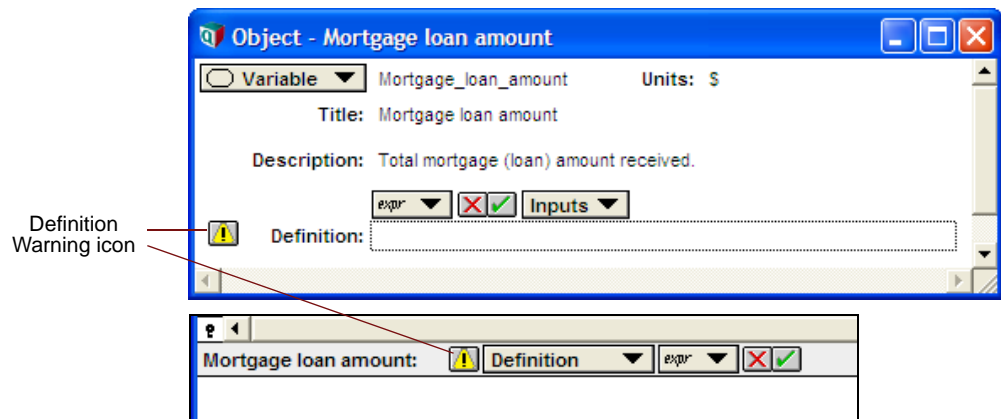 Object - Mortgage loan amount
Variable Mortgage_loan_amount Units: $
Title: Mortgage loan amount
Description: Total mortgage (loan) amount received.
expr Inputs
Definition:
Definition
Warning icon
?
Mortgage loan amount: Definition expr